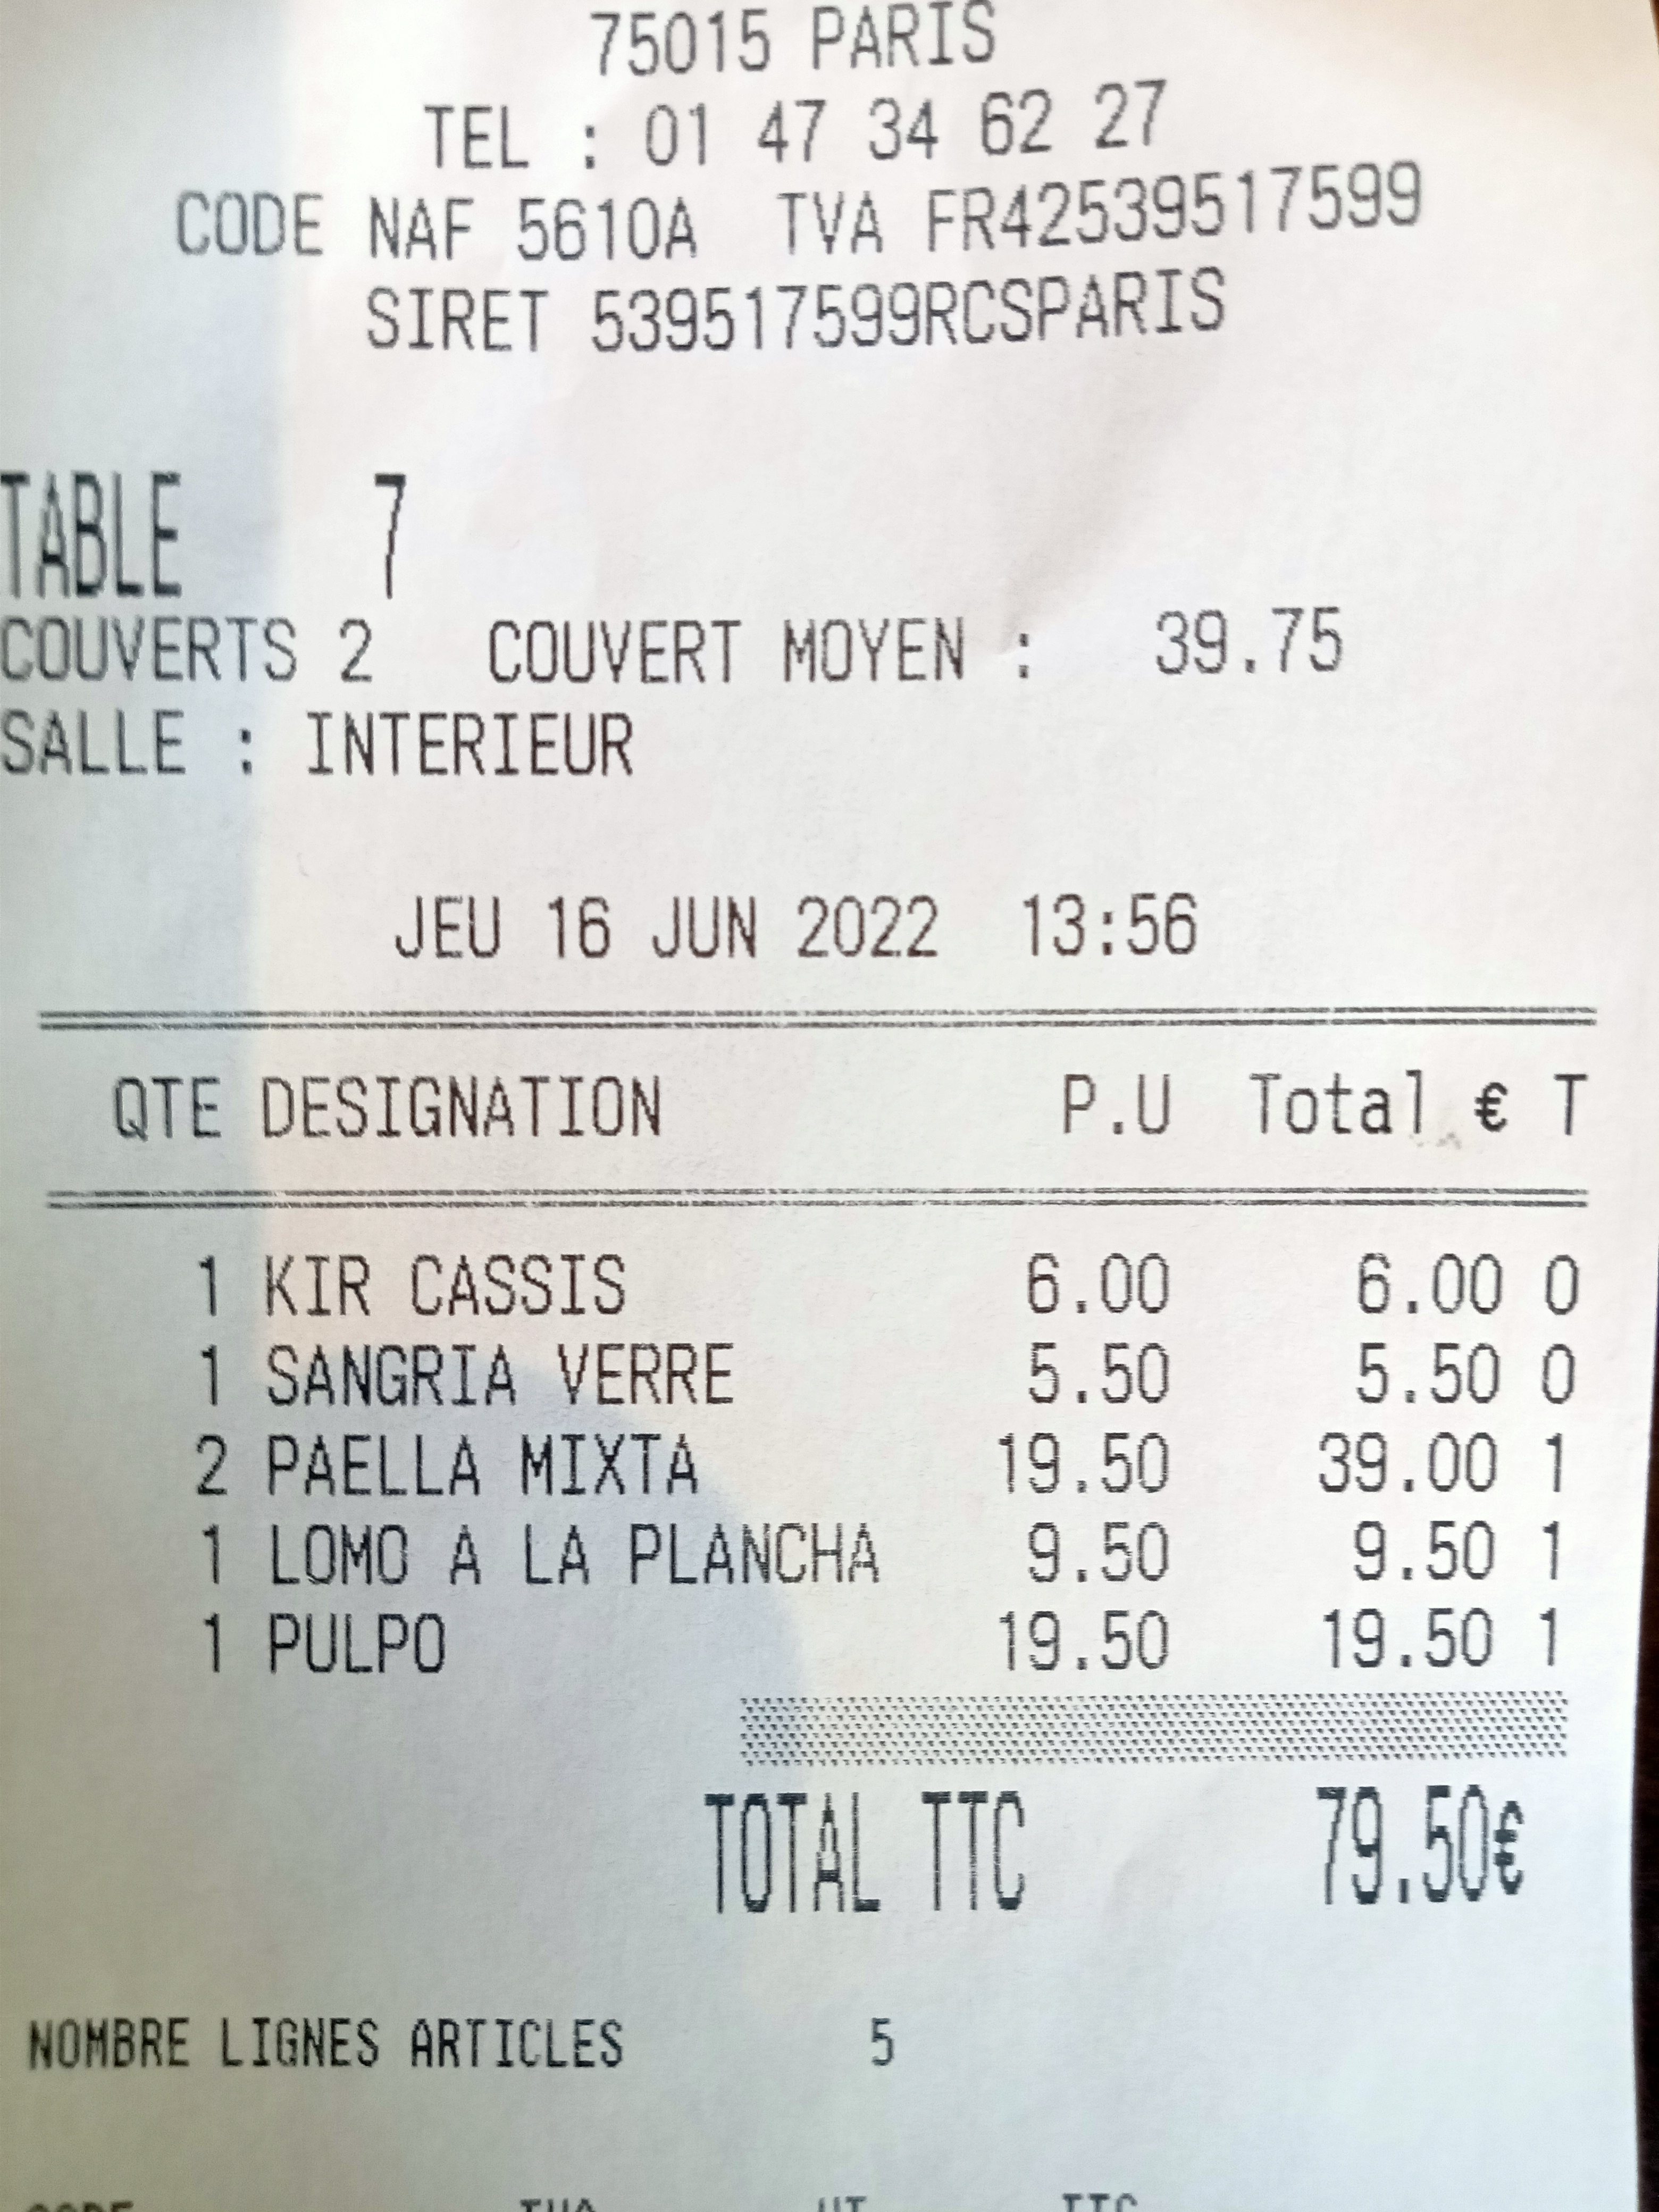 75015 PARIS
TEL : 01 47 34 62 27
CODE NAF 5610A TVA FR42539517599
SIRET 539517599RCSPARIS
TABLE 7
COUVERTS 2 COUVERT MOYEN : 39.75
SALLE : INTERIEUR
JEU 16 JUN 2022 13:56
QTE DESIGNATION P.U Total € T
1 KIR CASSIS 6.00 6.00 0
1 SANGRIA VERRE 5.50 5.50 0
2 PAELLA MIXTA 19.50 39.00 1
1 LOMO A LA PLANCHA 9.50 9.50 1
1 PULPO 19.50 19.50 1
TOTAL TTC 79.50€
NOMBRE LIGNES ARTICLES 5